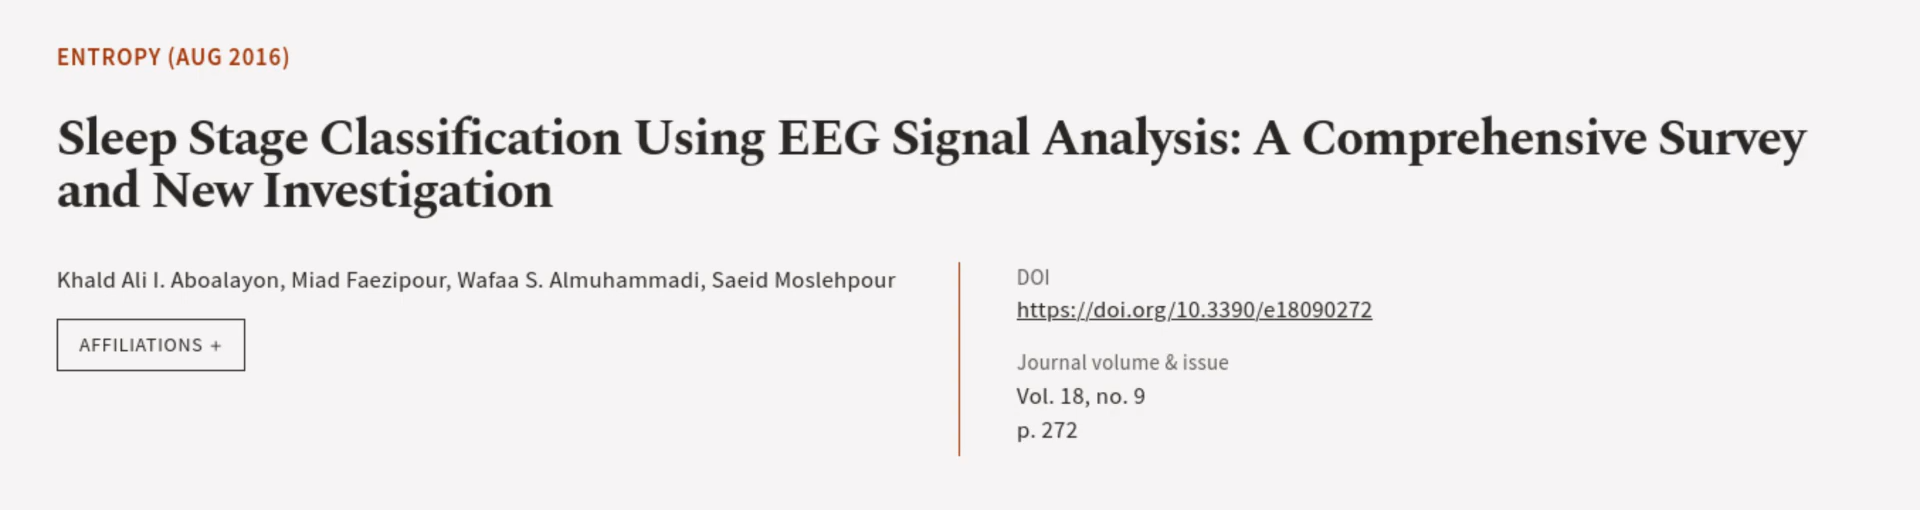 ENTROPY (AUG 2016)
Sleep Stage Classification Using EEG Signal Analysis: A Comprehensive Survey
and New Investigation
Khald Ali I. Aboalayon, Miad Faezipour, Wafaa S. Almuhammadi, Saeid Moslehpour
AFFILIATIONS +
DOI
https://doi.org/10.3390/e18090272
Journal volume & issue
Vol. 18, no. 9
p. 272